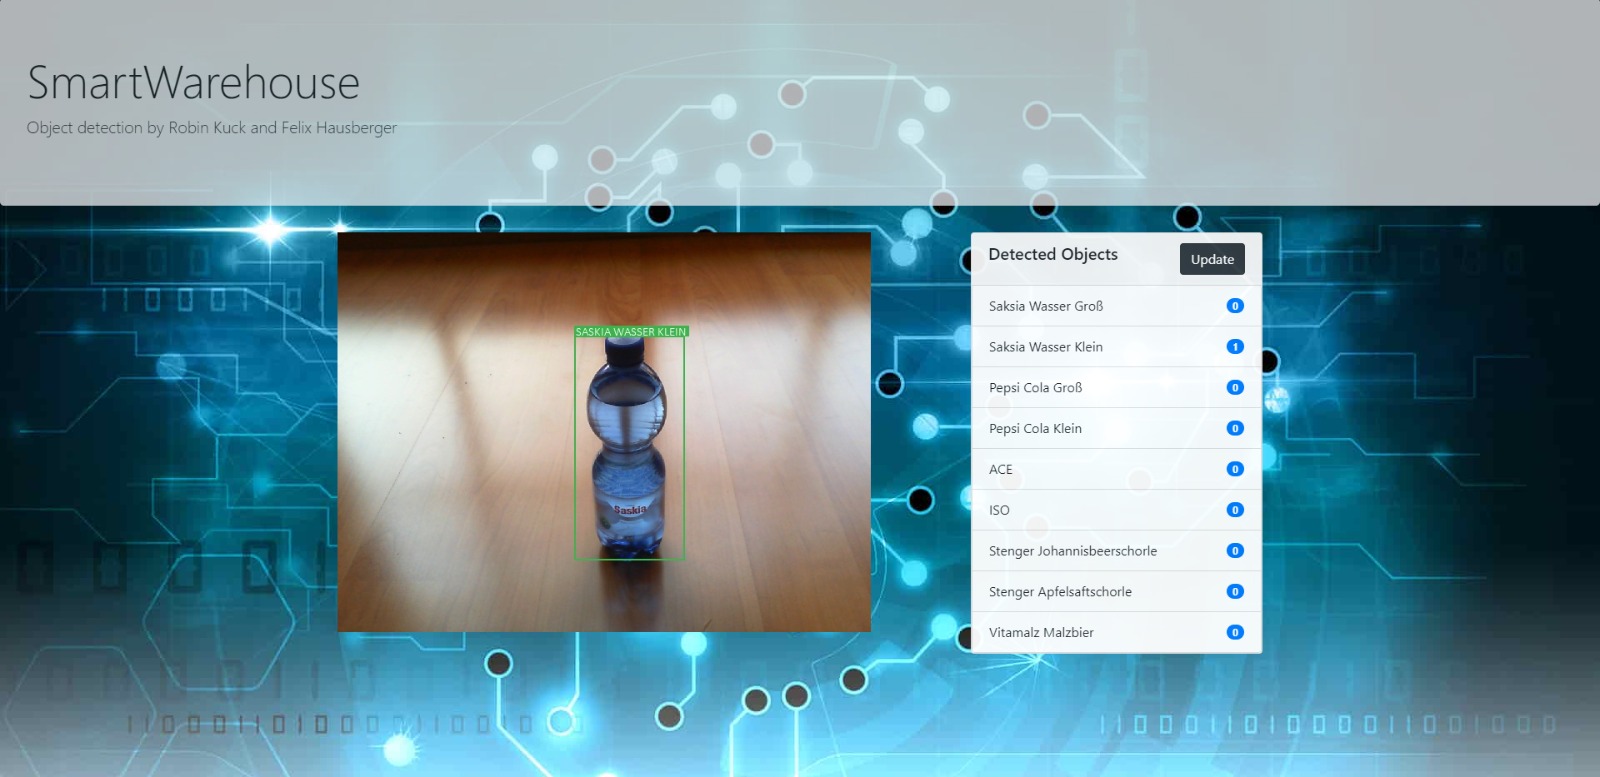 SmartWarehouse
Object detection by Robin Kuck and Felix Hausberger
SASKIA WASSER KLEIN
Saskia
Detected Objects
Update
Saksia Wasser Groß 0
Saksia Wasser Klein 1
Pepsi Cola Groß 0
Pepsi Cola Klein 0
ACE 0
ISO 0
Stenger Johannisbeerschorle 0
Stenger Apfelsaftschorle 0
Vitamalz Malzbier 0